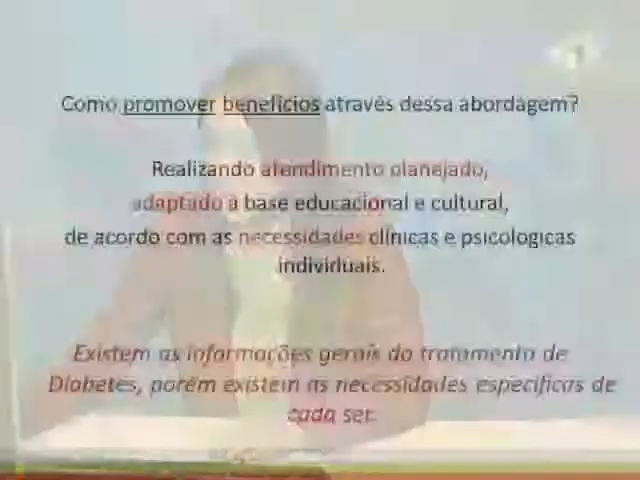 Como promover benefícios através dessa abordagem?
Realizando atendimento planejado,
adaptado a base educacional e cultural,
de acordo com as necessidades clínicas e psicologicas
individuais.
Existem as informações gerais do tratamento de
Diabetes, porém existem as necessidades especificas de
cada ser.